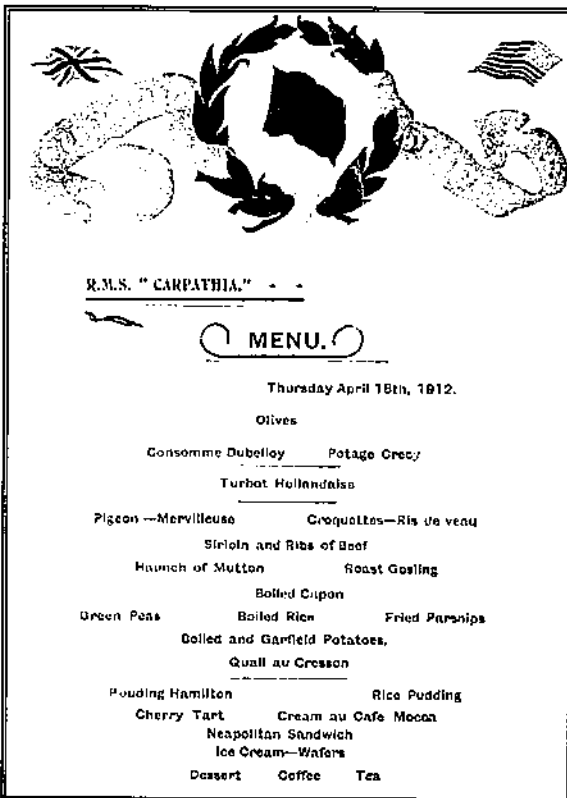 R.M.S. "CARPATHIA."
MENU.
Thursday April 18th, 1912.
Olives
Consomme Dubelloy Potage Crecy
Turbot Hollandaise
Pigeon—Mervilleuse Croquettes—Ris de veau
Sirloin and Ribs of Beef
Haunch of Mutton Roast Gosling
Boiled Capon
Green Peas Boiled Rice Fried Parsnips
Boiled and Garfield Potatoes,
Quail au Cresson
Pouding Hamilton Rice Pudding
Cherry Tart Cream au Cafe Mocca
Neapolitan Sandwich
Ice Cream—Wafers
Dessert Coffee Tea